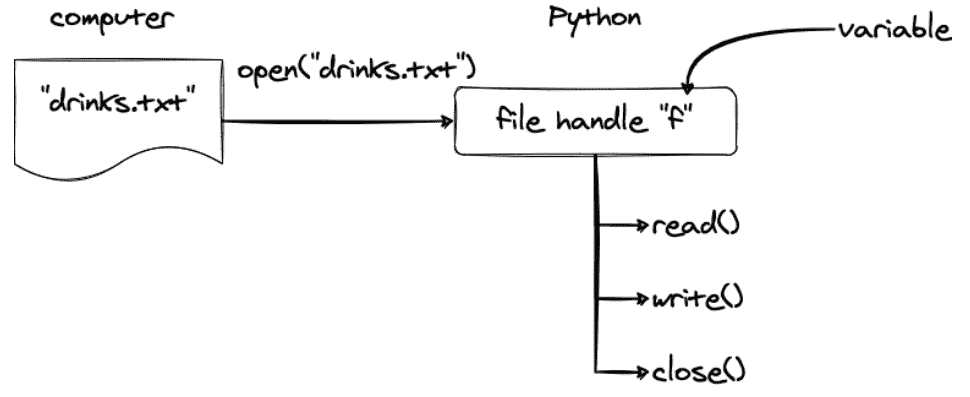 computer
Python
variable
open("drinks.txt")
"drinks.txt"
file handle "f"
read()
write()
close()